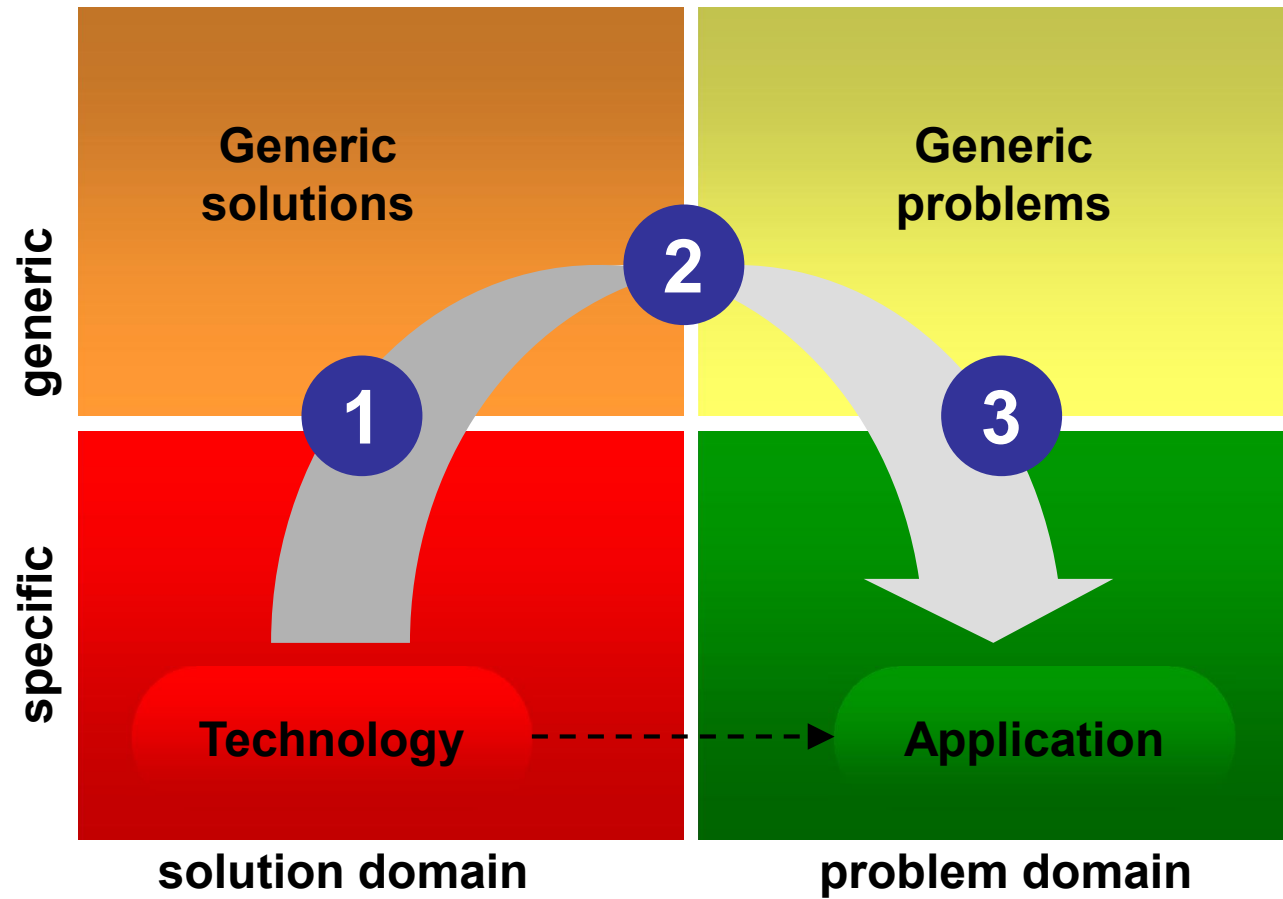 Generic
solutions
Generic
problems
generic
2
1
3
specific
Technology
Application
solution domain
problem domain